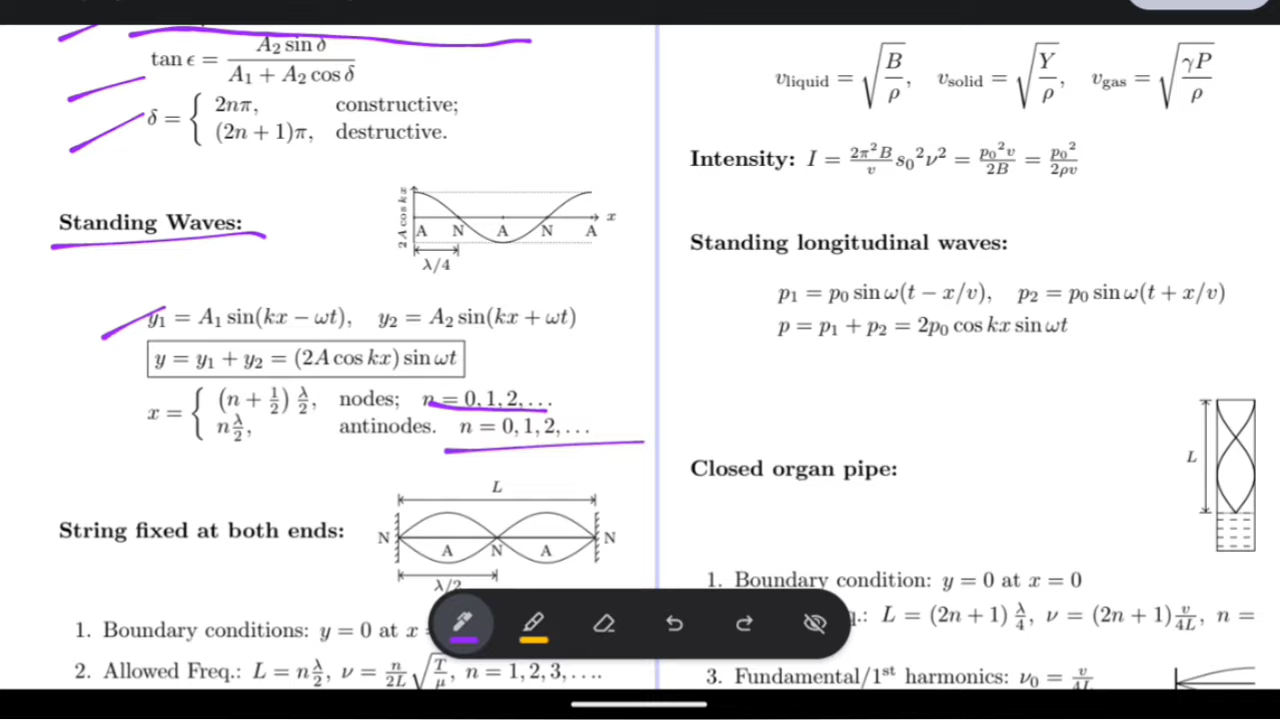 tan ϵ = A₂ sin δ / A₁ + A₂ cos δ
δ = { 2nπ, constructive;
(2n + 1)π, destructive.
Standing Waves:
2A cos kx
x
A N A N A
λ/4
y₁ = A₁ sin(kx − ωt), y₂ = A₂ sin(kx + ωt)
y = y₁ + y₂ = (2A cos kx) sin ωt
x = { (n + 1/2) λ/2, nodes; n = 0, 1, 2, . . .
n λ/2, antinodes. n = 0, 1, 2, . . .
String fixed at both ends:
L
N A N A N
λ/2
1. Boundary conditions: y = 0 at x
2. Allowed Freq.: L = n λ/2, ν = n/2L √T/μ, n = 1, 2, 3, . . . .
v_liquid = √B/ρ, v_solid = √Y/ρ, v_gas = √γP/ρ
Intensity: I = 2π²B/v s₀²ν² = p₀²v/2B = p₀²/2ρv
Standing longitudinal waves:
p₁ = p₀ sin ω(t − x/v), p₂ = p₀ sin ω(t + x/v)
p = p₁ + p₂ = 2p₀ cos kx sin ωt
L
Closed organ pipe:
1. Boundary condition: y = 0 at x = 0
.: L = (2n + 1) λ/4, ν = (2n + 1) v/4L, n =
3. Fundamental/1ˢᵗ harmonics: ν₀ = v/4L